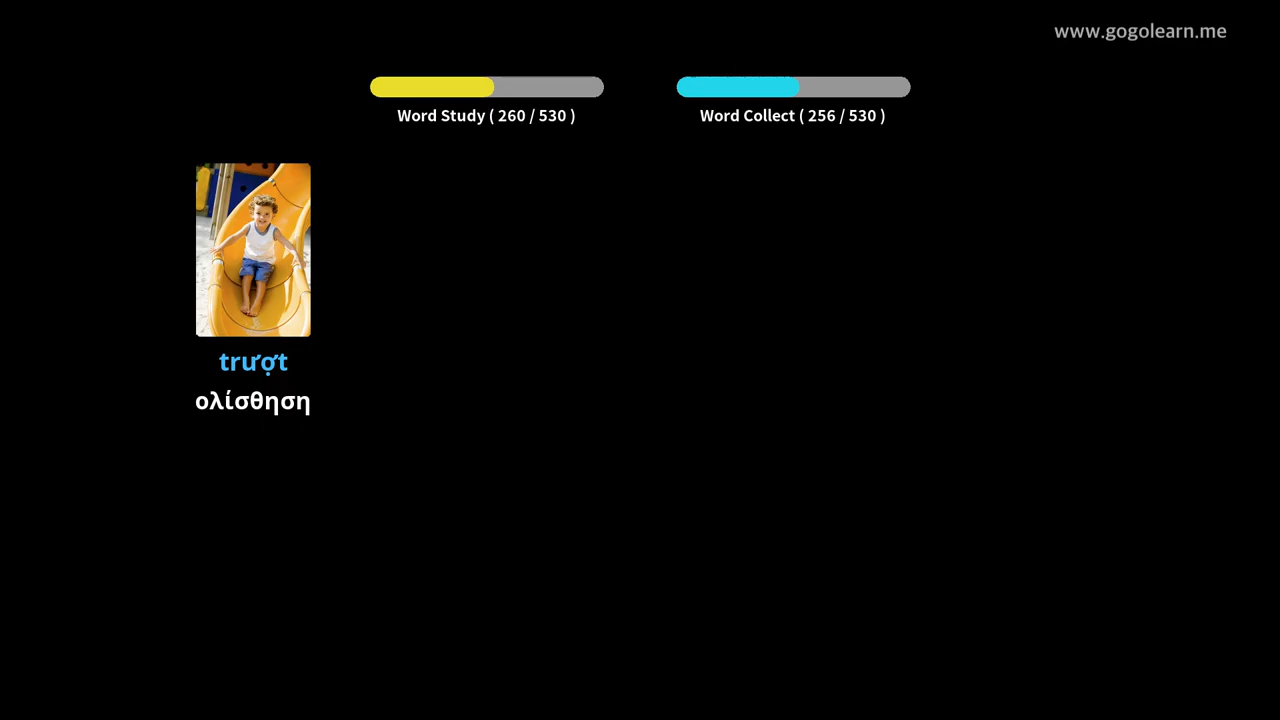 www.gogolearn.me
Word Study ( 260 / 530 )
Word Collect ( 256 / 530 )
trượt
ολίσθηση